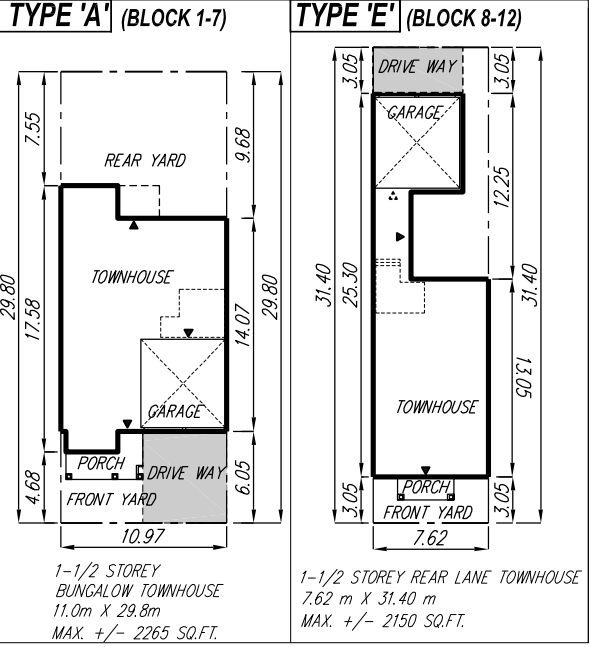 TYPE 'A' (BLOCK 1-7)
7.55
9.68
REAR YARD
TOWNHOUSE
29.80
17.58
14.07
29.80
GARAGE
PORCH
DRIVE WAY
4.68
FRONT YARD
6.05
10.97
1-1/2 STOREY
BUNGALOW TOWNHOUSE
11.0m X 29.8m
MAX. +/- 2265 SQ.FT.
TYPE 'E' (BLOCK 8-12)
3.05
DRIVE WAY
3.05
GARAGE
12.25
31.40
25.30
31.40
13.05
TOWNHOUSE
PORCH
3.05
FRONT YARD
3.05
7.62
1-1/2 STOREY REAR LANE TOWNHOUSE
7.62 m X 31.40 m
MAX. +/- 2150 SQ.FT.